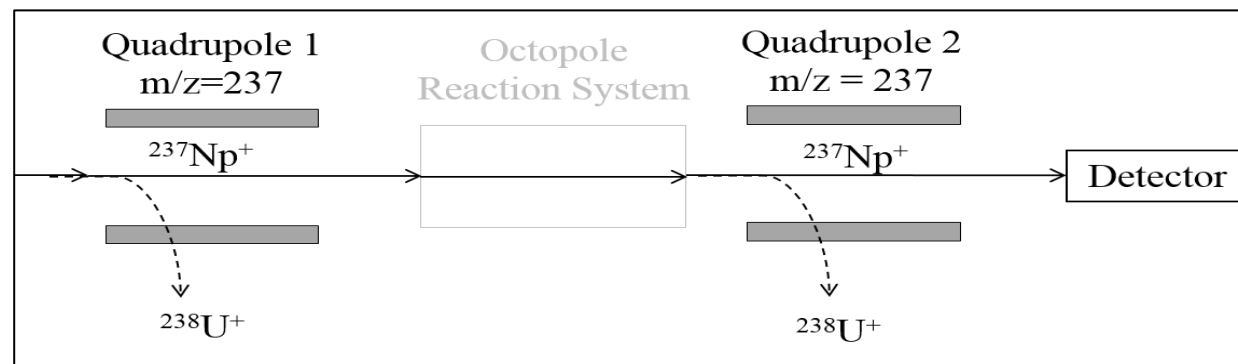 Quadrupole 1
m/z=237
Octopole
Reaction System
Quadrupole 2
m/z = 237
²³⁷Np⁺
²³⁷Np⁺
Detector
²³⁸U⁺
²³⁸U⁺